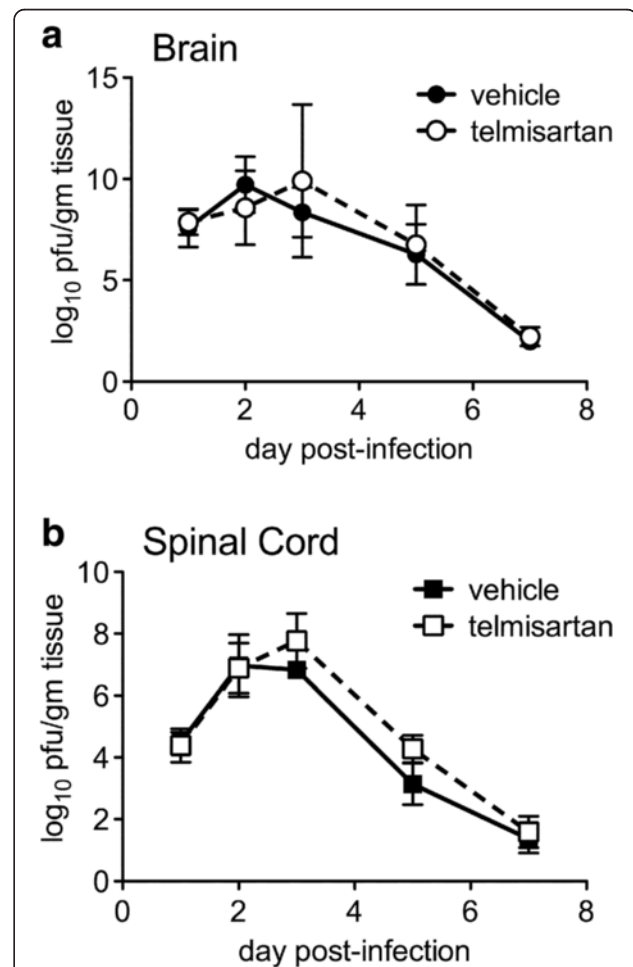 a Brain
15
10
5
0
log₁₀ pfu/gm tissue
vehicle
telmisartan
0 2 4 6 8
day post-infection
b Spinal Cord
10
8
6
4
2
0
log₁₀ pfu/gm tissue
vehicle
telmisartan
0 2 4 6 8
day post-infection